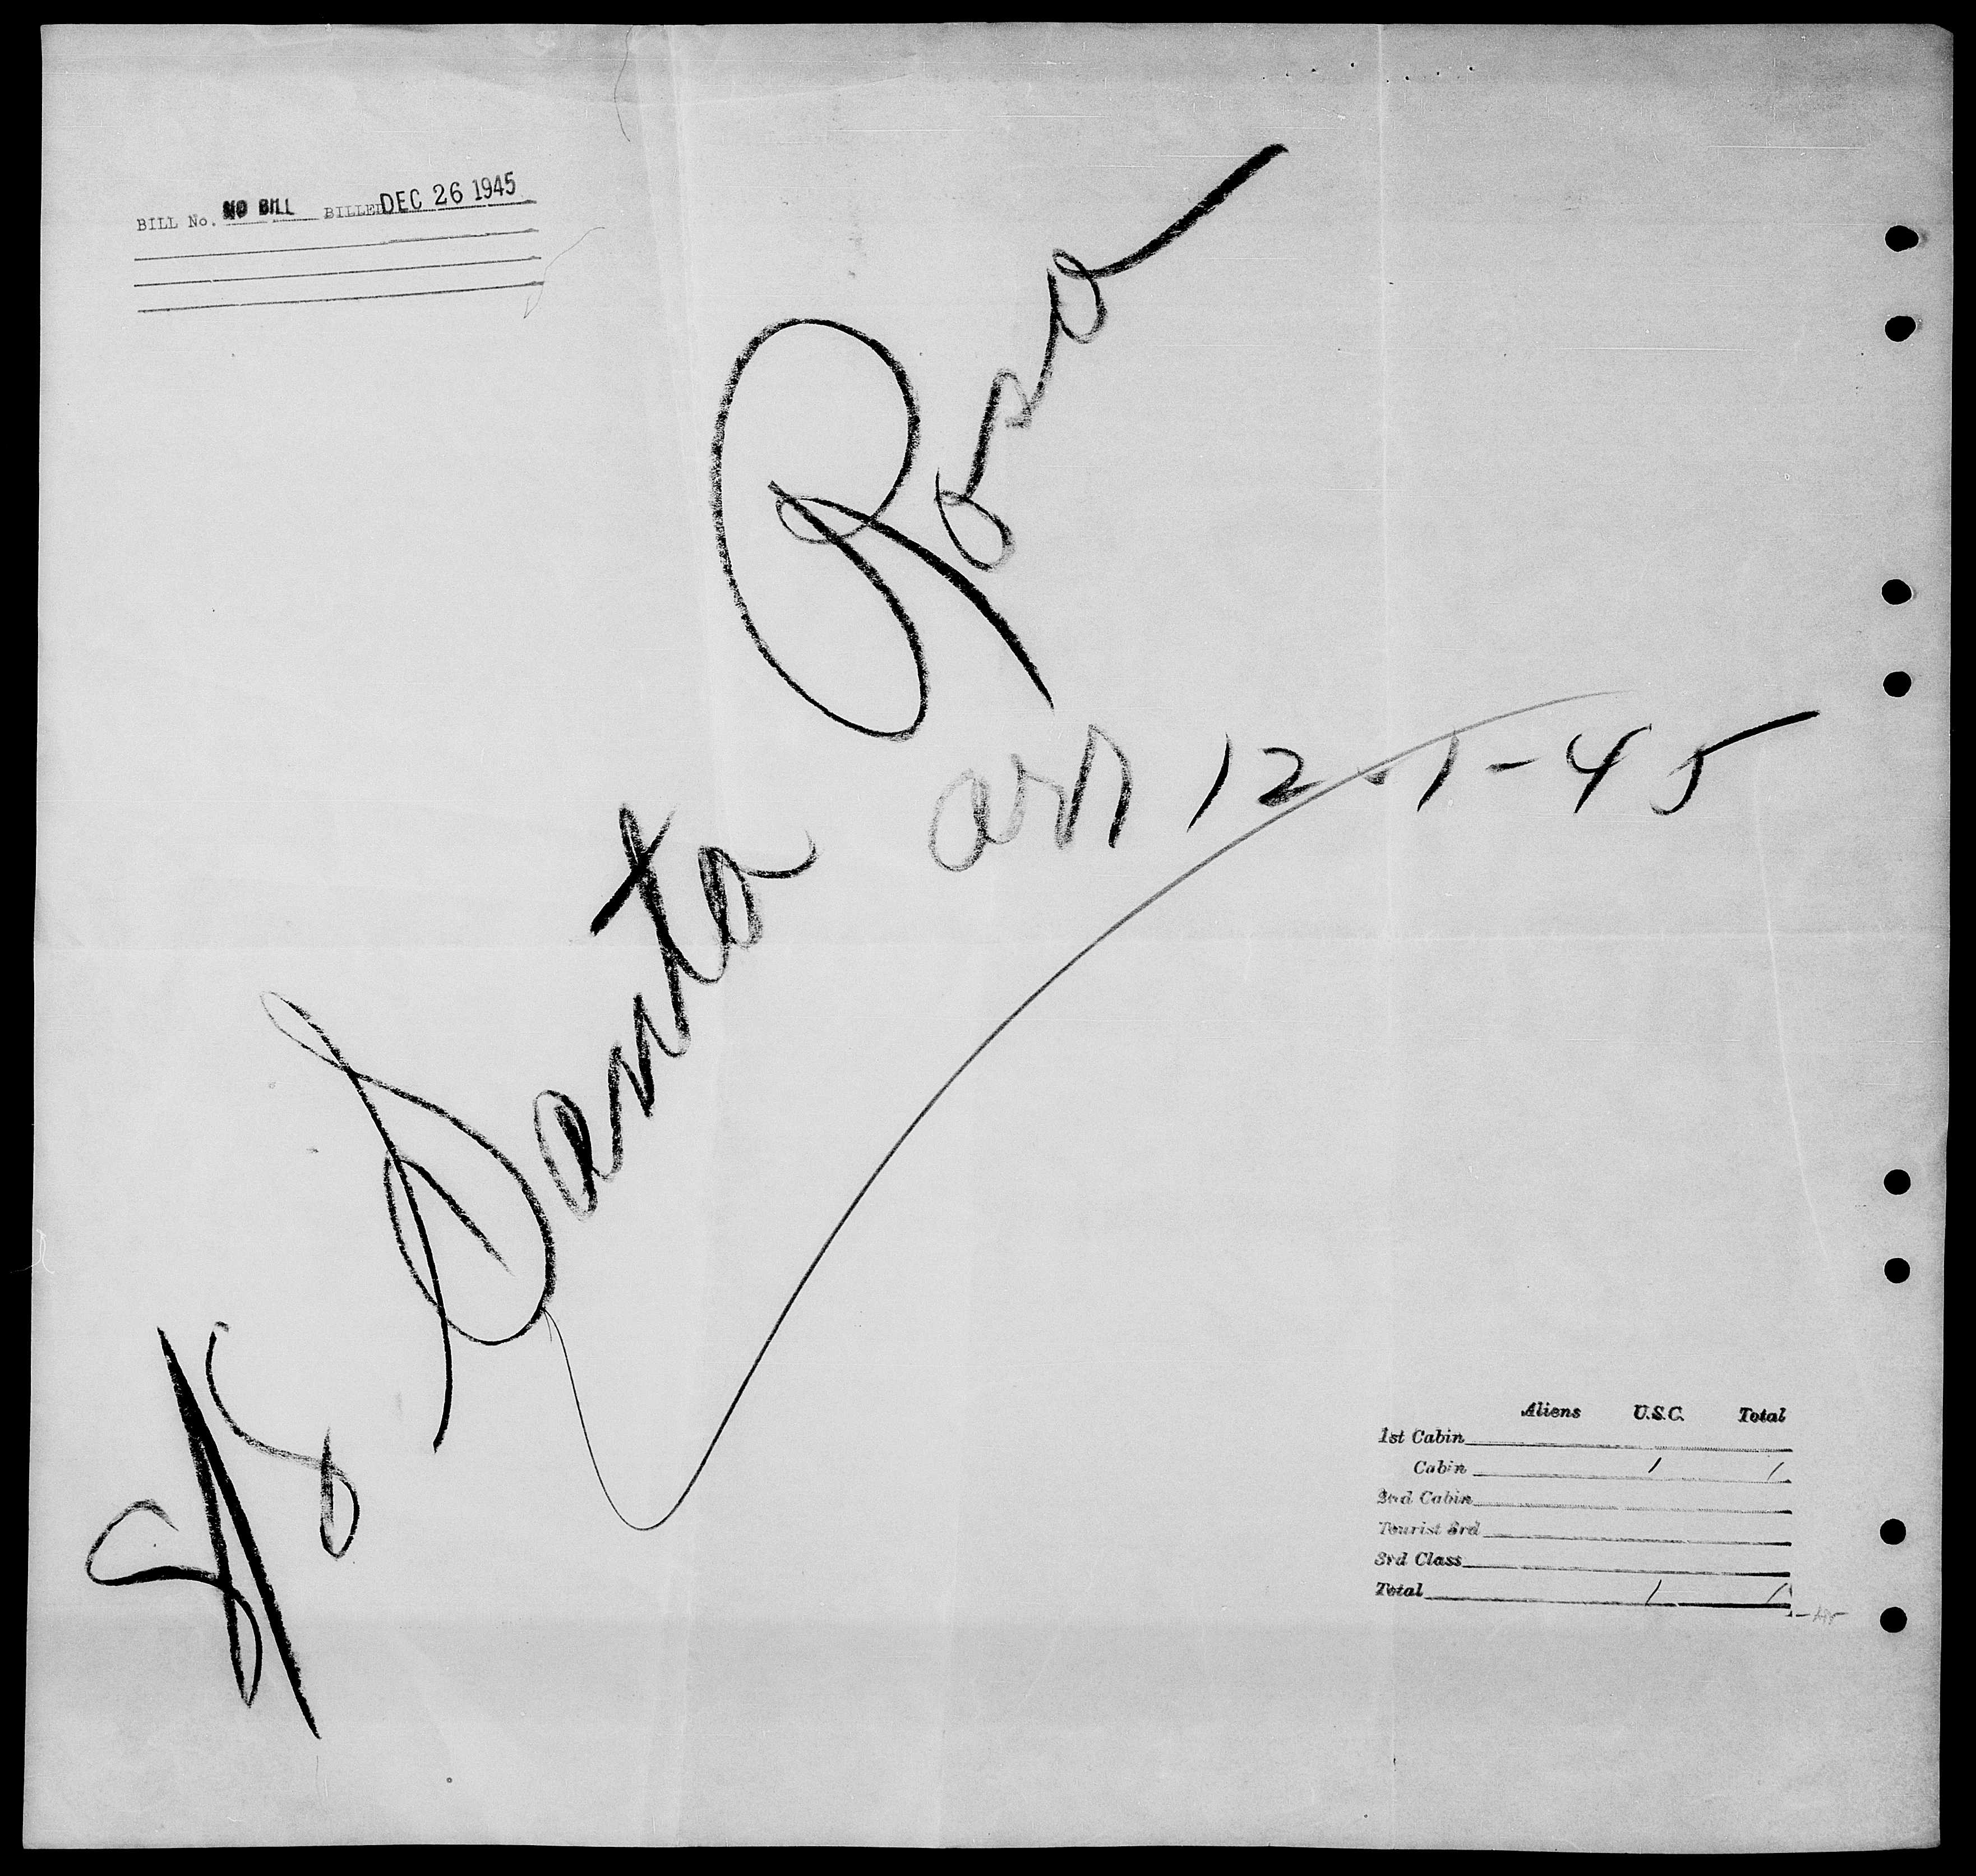 BILL No. NO BILL BILLED DEC 26 1945
S/S Santa Rosa
arr 12-1-45
Aliens U.S.C. Total
1st Cabin
Cabin 1 1
2nd Cabin
Tourist 3rd
3rd Class
Total 1 1